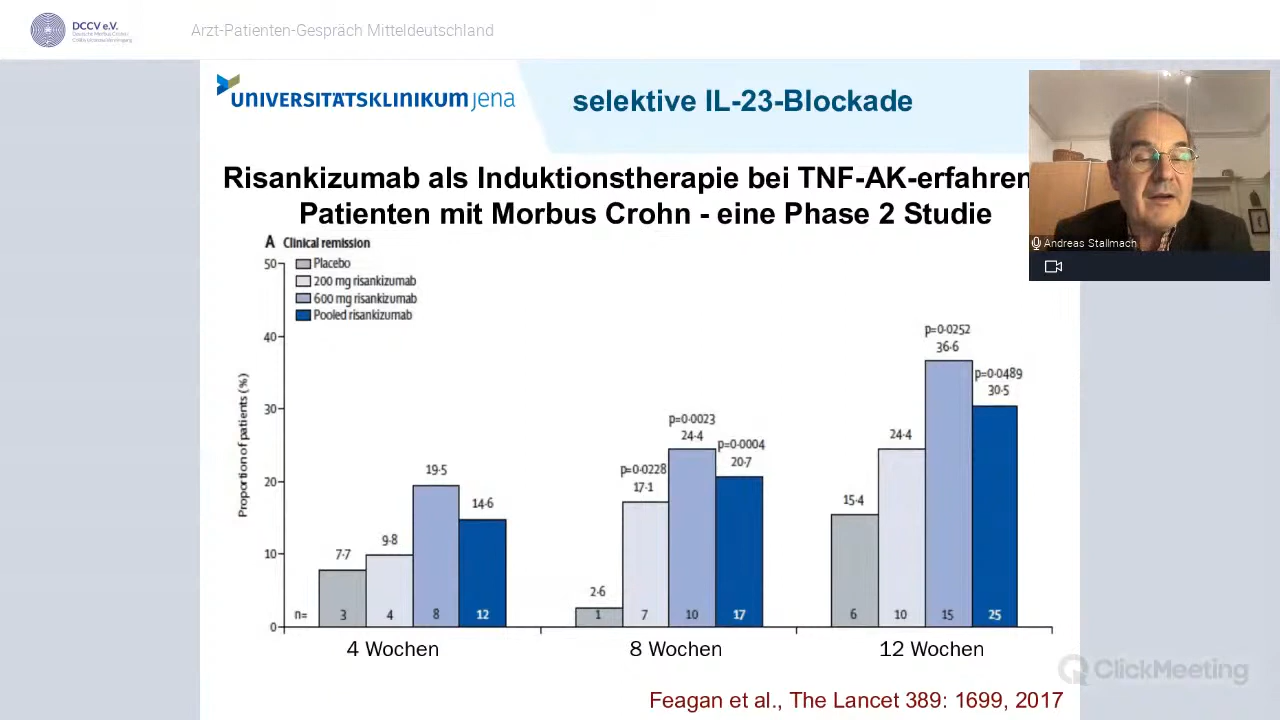 DCCV e.V.
Arzt-Patienten-Gespräch Mitteldeutschland
UNIVERSITÄTSKLINIKUM jena
selektive IL-23-Blockade
Risankizumab als Induktionstherapie bei TNF-AK-erfahren
Patienten mit Morbus Crohn - eine Phase 2 Studie
Andreas Stallmach
A Clinical remission
Placebo
200 mg risankizumab
600 mg risankizumab
Pooled risankizumab
Proportion of patients (%)
50
40
30
20
10
0
n=
7·7
9·8
19·5
14·6
3
4
8
12
2·6
p=0·0228
17·1
p=0·0023
24·4
p=0·0004
20·7
1
7
10
17
15·4
24·4
p=0·0252
36·6
p=0·0489
30·5
6
10
15
25
4 Wochen
8 Wochen
12 Wochen
ClickMeeting
Feagan et al., The Lancet 389: 1699, 2017